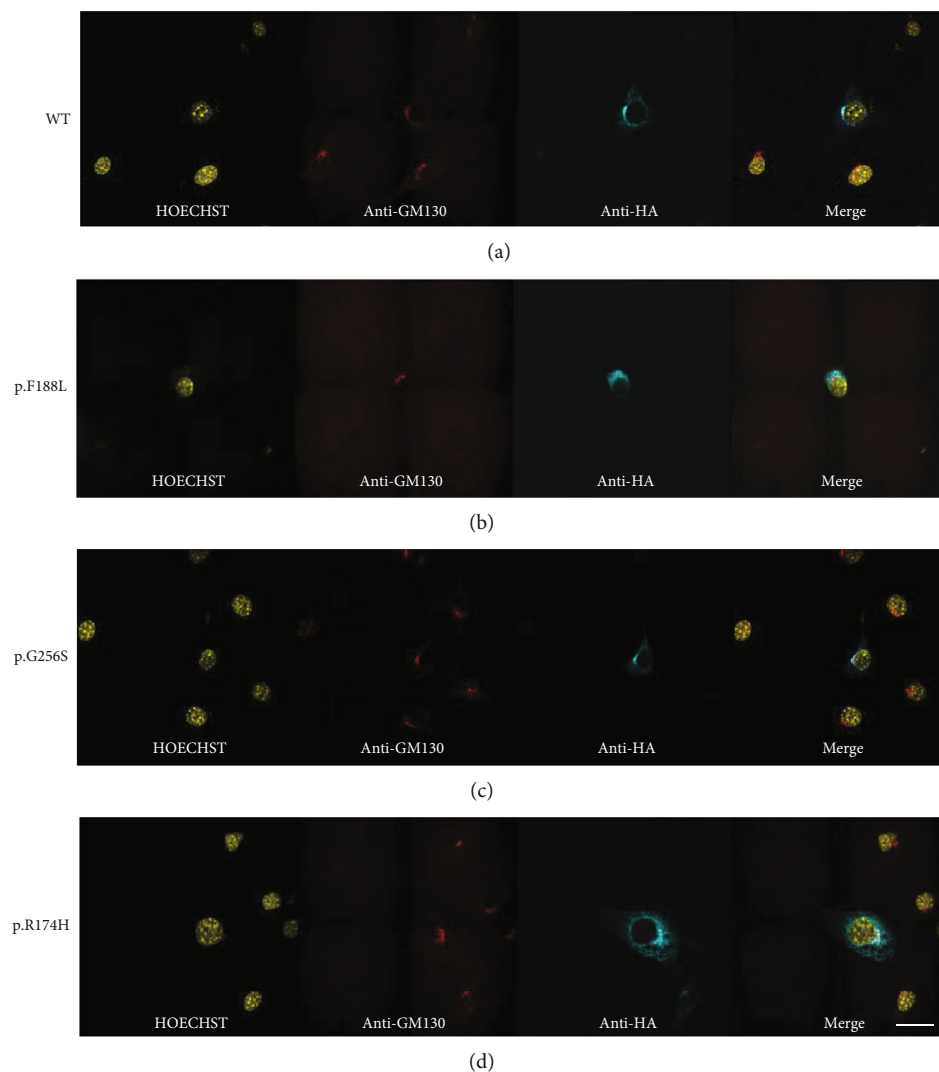 WT
HOECHST Anti-GM130 Anti-HA Merge
(a)
p.F188L
HOECHST Anti-GM130 Anti-HA Merge
(b)
p.G256S
HOECHST Anti-GM130 Anti-HA Merge
(c)
p.R174H
HOECHST Anti-GM130 Anti-HA Merge
(d)